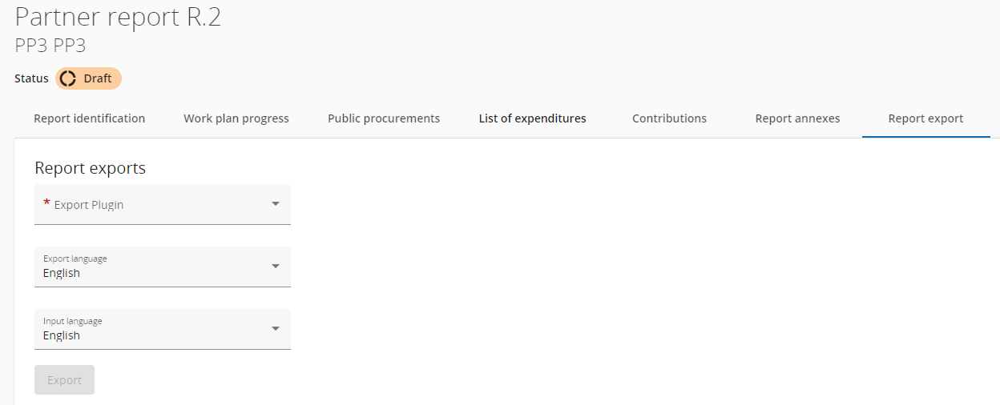 Partner report R.2
PP3 PP3
Status Draft
Report identification Work plan progress Public procurements List of expenditures Contributions Report annexes Report export
Report exports
* Export Plugin
Export language
English
Input language
English
Export